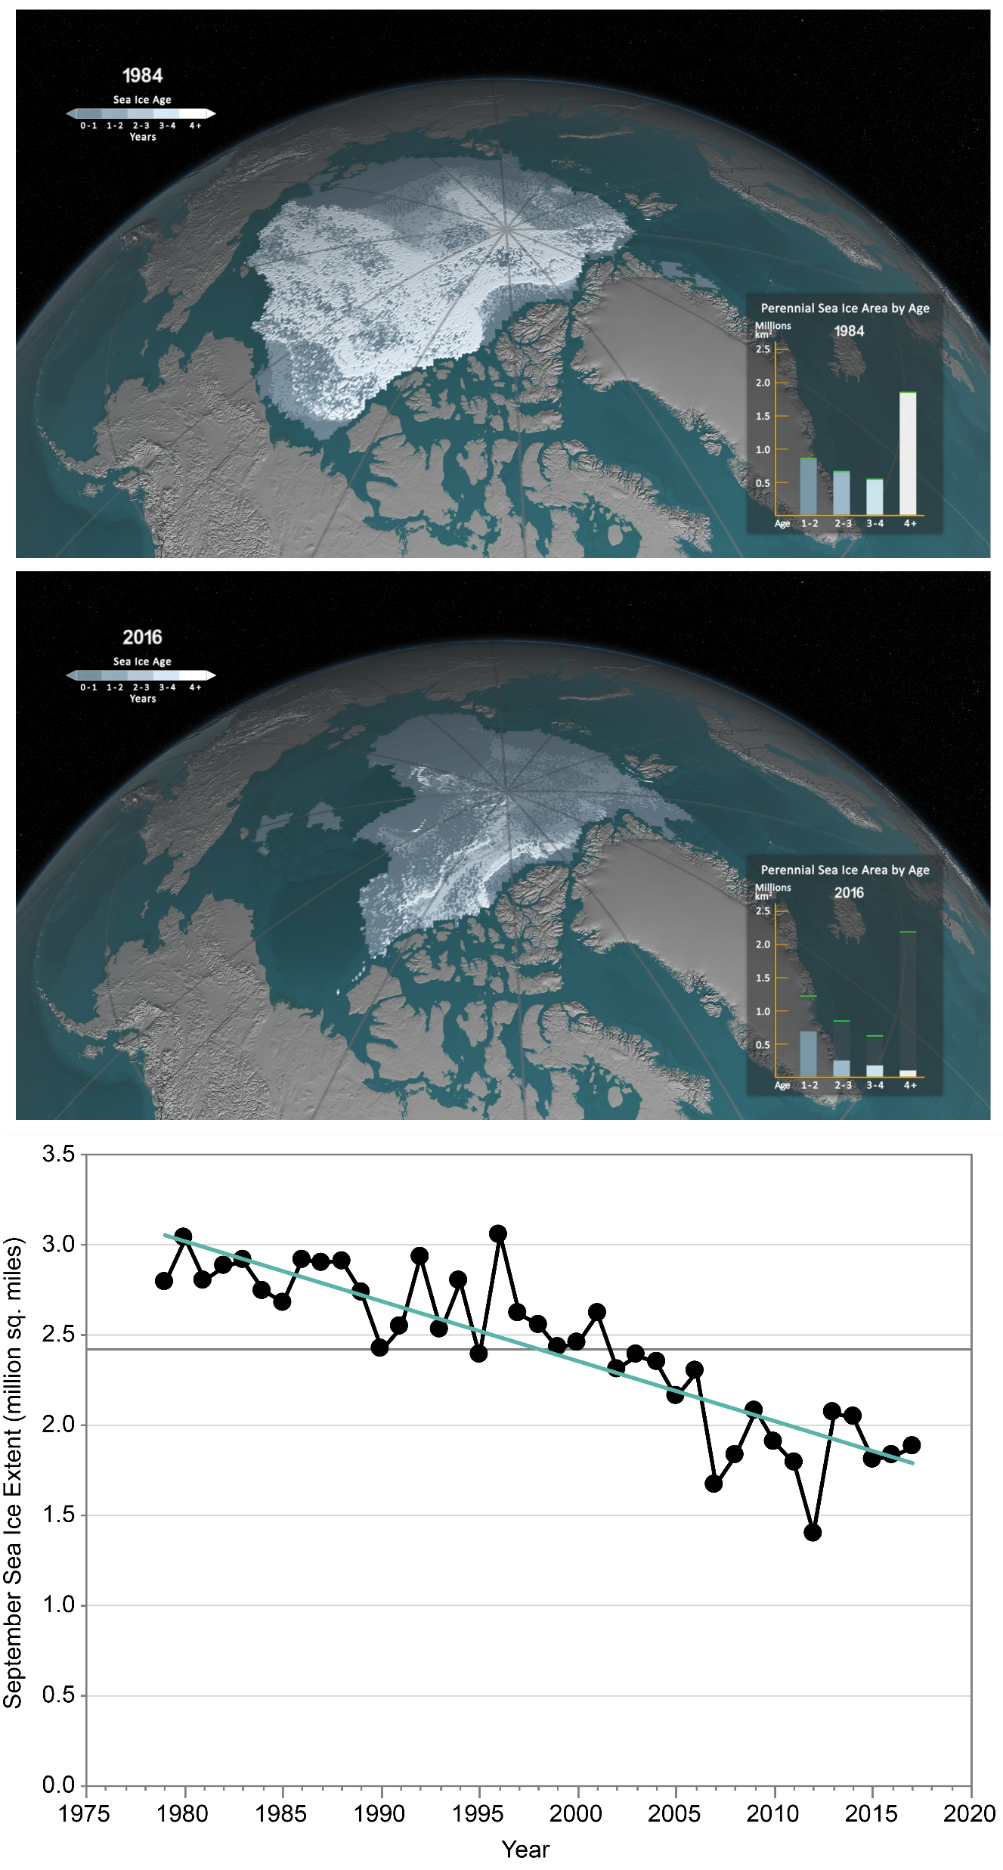 1984
Sea Ice Age
0-1 1-2 2-3 3-4 4+
Years
Perennial Sea Ice Area by Age
Millions
km²
1984
2.5
2.0
1.5
1.0
0.5
Age 1-2 2-3 3-4 4+
2016
Sea Ice Age
0-1 1-2 2-3 3-4 4+
Years
Perennial Sea Ice Area by Age
Millions
km²
2016
2.5
2.0
1.5
1.0
0.5
Age 1-2 2-3 3-4 4+
September Sea Ice Extent (million sq. miles)
3.5
3.0
2.5
2.0
1.5
1.0
0.5
0.0
1975 1980 1985 1990 1995 2000 2005 2010 2015 2020
Year